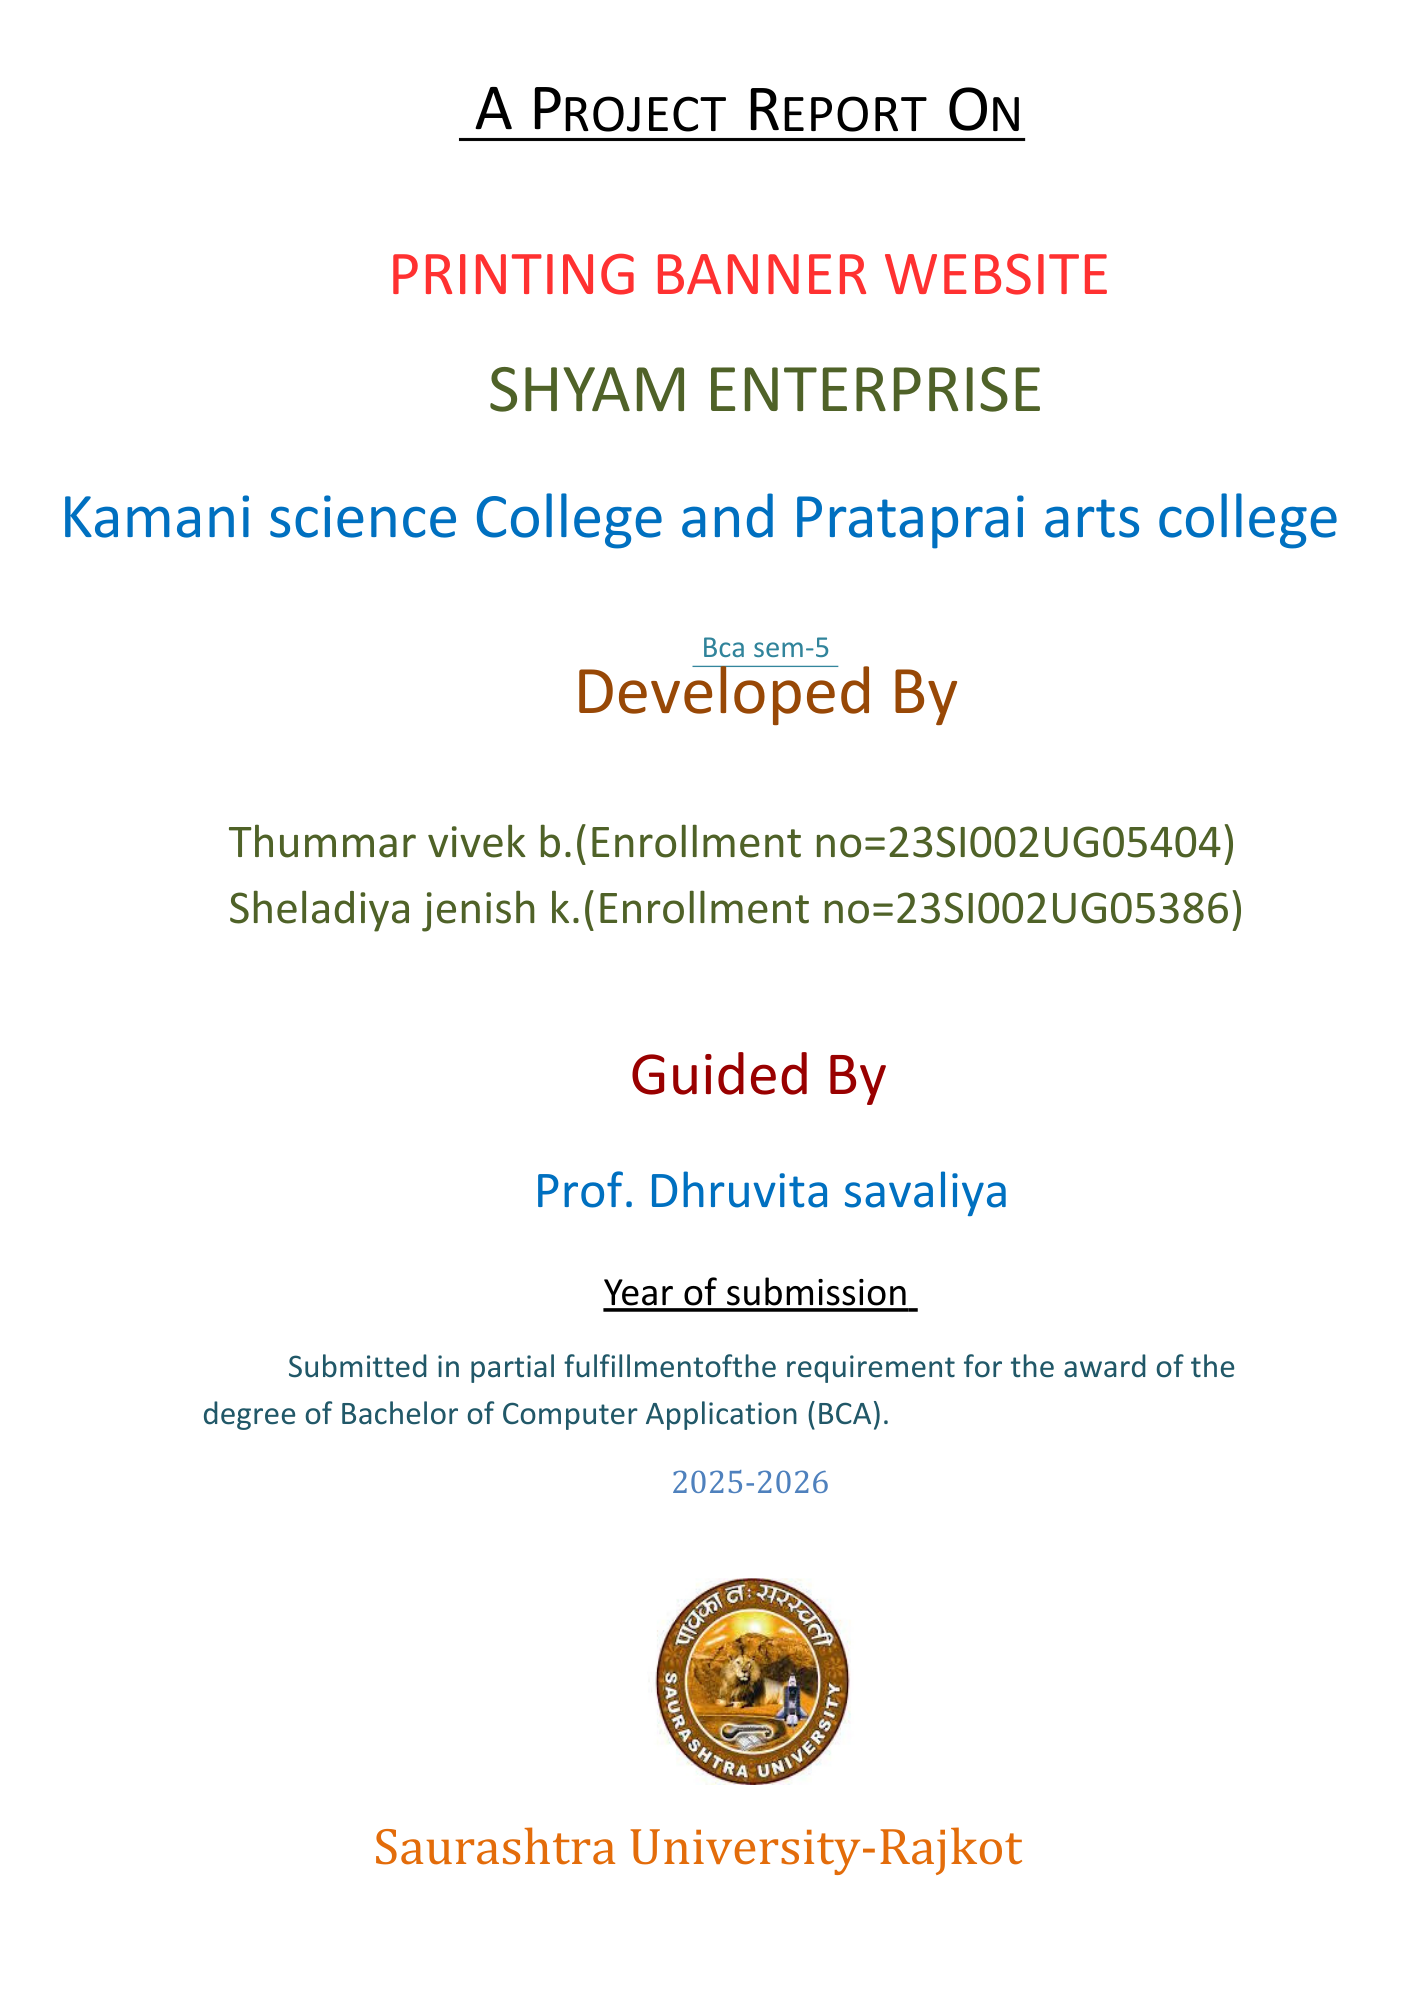 A PROJECT REPORT ON
PRINTING BANNER WEBSITE
SHYAM ENTERPRISE
Kamani science College and Prataprai arts college
Bca sem-5
Developed By
Thummar vivek b.(Enrollment no=23SI002UG05404)
Sheladiya jenish k.(Enrollment no=23SI002UG05386)
Guided By
Prof. Dhruvita savaliya
Year of submission
Submitted in partial fulfillmentofthe requirement for the award of the
degree of Bachelor of Computer Application (BCA).
2025-2026
पावका नः सरस्वती
SAURASHTRA UNIVERSITY
Saurashtra University-Rajkot